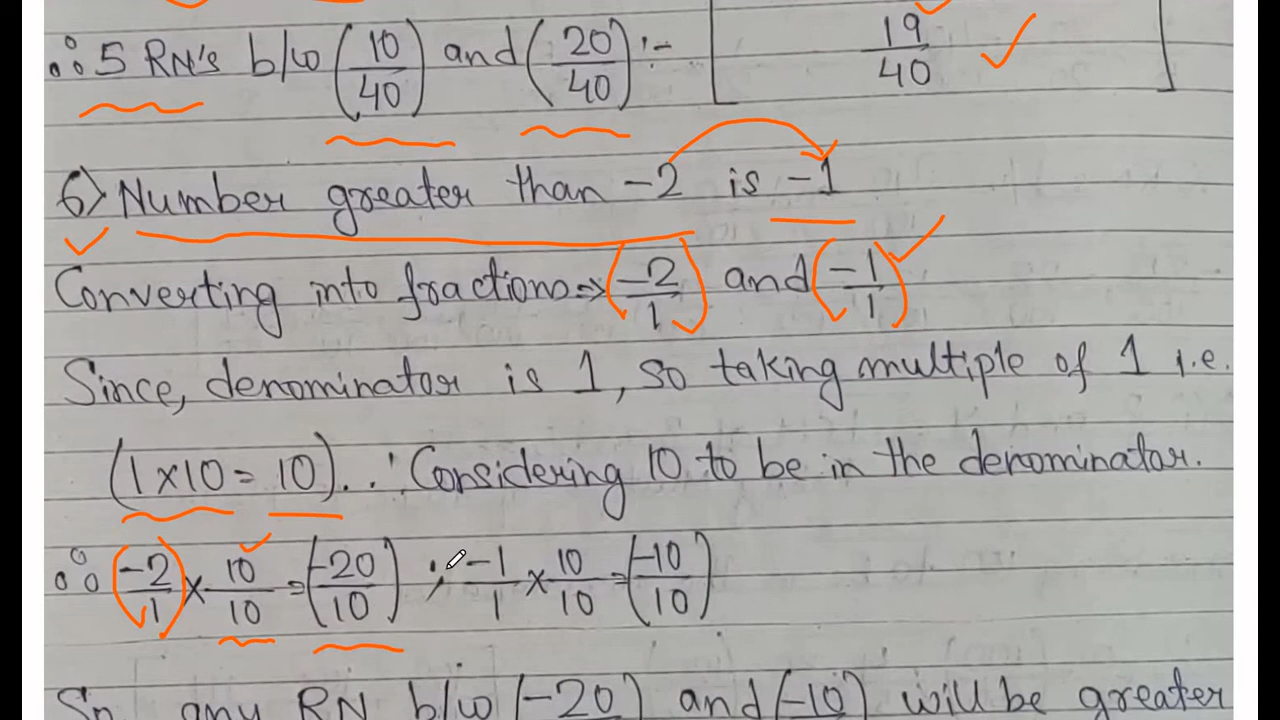 ∴ 5 RN's b/w (10/40) and (20/40) :- [ 19/40 ]
6) Number greater than -2 is -1
Converting into fractions ⇒ (-2/1) and (-1/1)
Since, denominator is 1, so taking multiple of 1 i.e.
(1×10 = 10). ∴ Considering 10 to be in the denominator.
∴ (-2/1) × 10/10 = (-20/10) ; -1/1 × 10/10 = (-10/10)
So, any RN b/w (-20 ) and (-10 ) will be greater